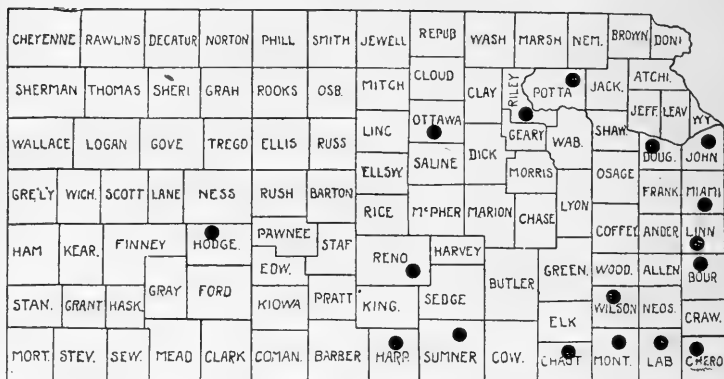 CHEYENNE RAWLINS DECATUR NORTON PHILL SMITH JEWELL REPUB WASH MARSH NEM. BROWN DONI
SHERMAN THOMAS SHERI GRAH ROOKS OSB. MITCH CLOUD CLAY RILEY POTTA JACK. ATCHI.
JEFF. LEAV WY.
WALLACE LOGAN GOVE TREGO ELLIS RUSS LINC OTTAWA DICK GEARY WAB. SHAW. DOUG. JOHN
ELLSW. SALINE MORRIS OSAGE
GRE'LY WICH. SCOTT LANE NESS RUSH BARTON RICE McPHER MARION CHASE LYON FRANK. MIAMI
HAM KEAR. FINNEY HODGE. PAWNEE STAF RENO HARVEY COFFEY ANDER LINN
EDW. BUTLER GREEN. WOOD. ALLEN BOUR
STAN. GRANT HASK. GRAY FORD KIOWA PRATT KING. SEDGE ELK WILSON NEOS. CRAW.
MORT. STEV. SEW. MEAD CLARK COMAN. BARBER HARP. SUMNER COW. CHAUT MONT. LAB CHERO